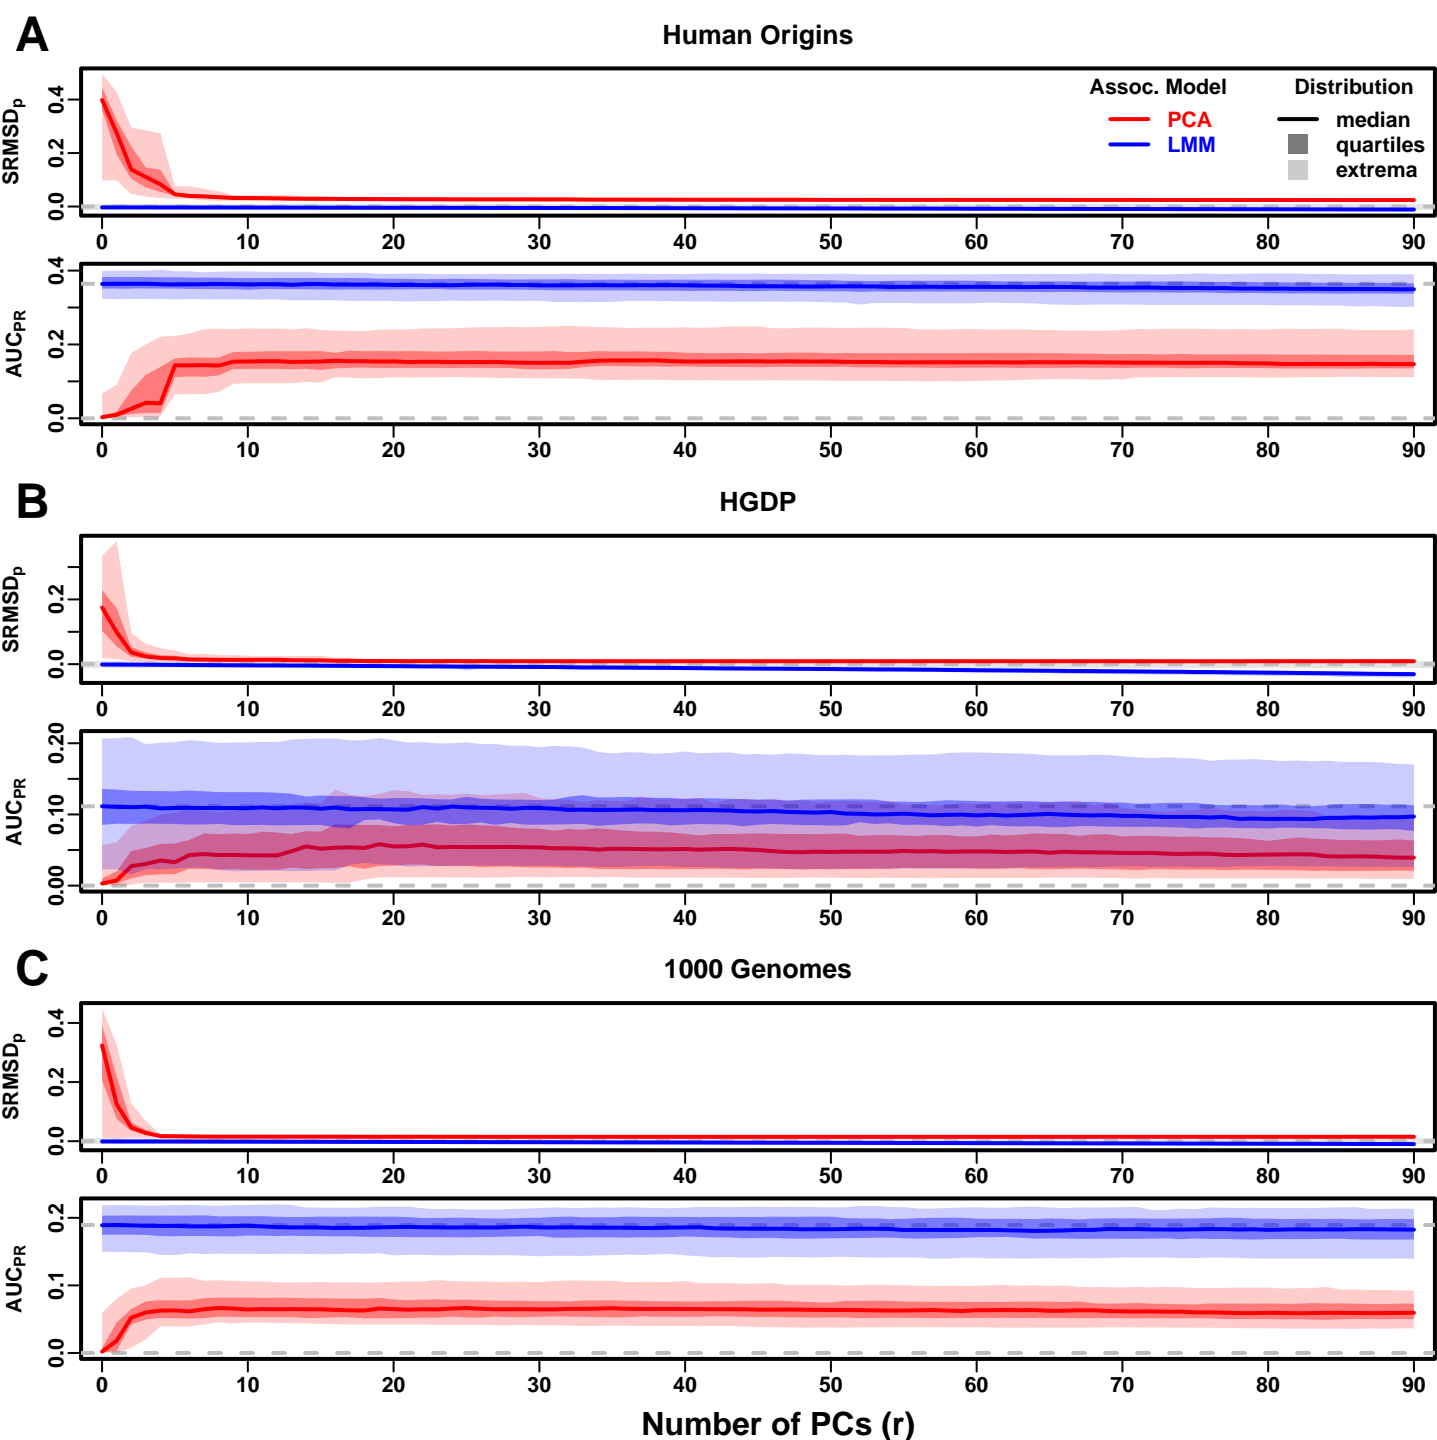 A
Human Origins
SRMSDp
0.0 0.2 0.4
Assoc. Model Distribution
PCA median
LMM quartiles
extrema
0 10 20 30 40 50 60 70 80 90
AUCPR
0.0 0.2 0.4
0 10 20 30 40 50 60 70 80 90
B
HGDP
SRMSDp
0.0 0.2
0 10 20 30 40 50 60 70 80 90
AUCPR
0.00 0.10 0.20
0 10 20 30 40 50 60 70 80 90
C
1000 Genomes
SRMSDp
0.0 0.2 0.4
0 10 20 30 40 50 60 70 80 90
AUCPR
0.0 0.1 0.2
0 10 20 30 40 50 60 70 80 90
Number of PCs (r)